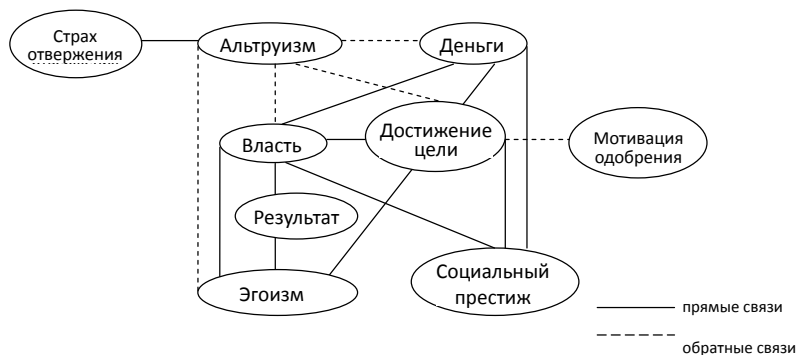 Страх
отвержения
Альтруизм
Деньги
Власть
Достижение
цели
Мотивация
одобрения
Результат
Эгоизм
Социальный
престиж
прямые связи
обратные связи